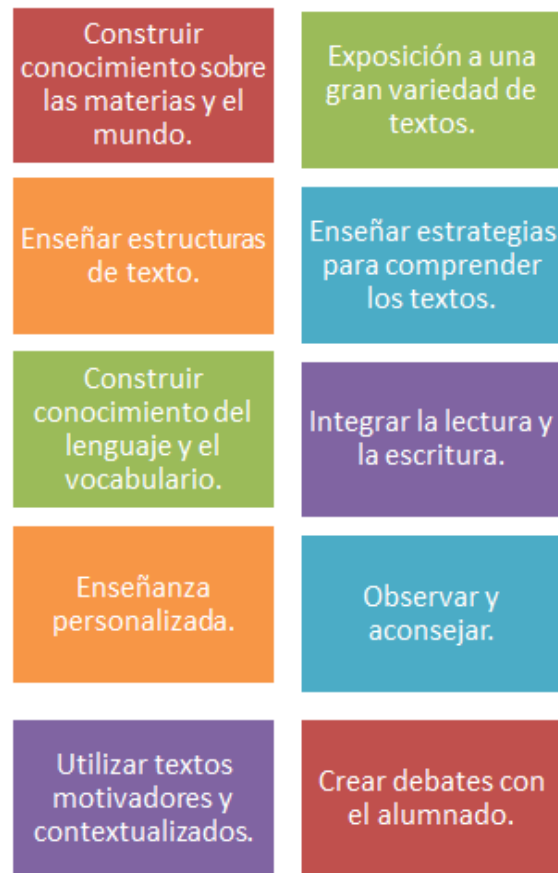 Construir
conocimiento sobre
las materias y el
mundo.
Exposición a una
gran variedad de
textos.
Enseñar estructuras
de texto.
Enseñar estrategias
para comprender
los textos.
Construir
conocimiento del
lenguaje y el
vocabulario.
Integrar la lectura y
la escritura.
Enseñanza
personalizada.
Observar y
aconsejar.
Utilizar textos
motivadores y
contextualizados.
Crear debates con
el alumnado.